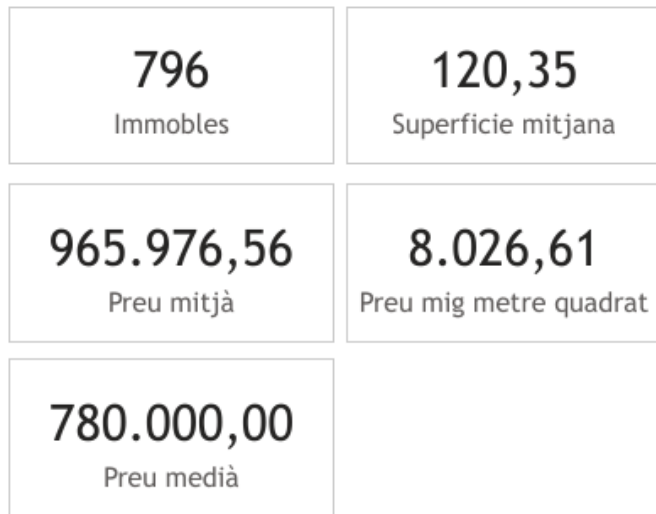 796
Immobles
120,35
Superficie mitjana
965.976,56
Preu mitjà
8.026,61
Preu mig metre quadrat
780.000,00
Preu medià